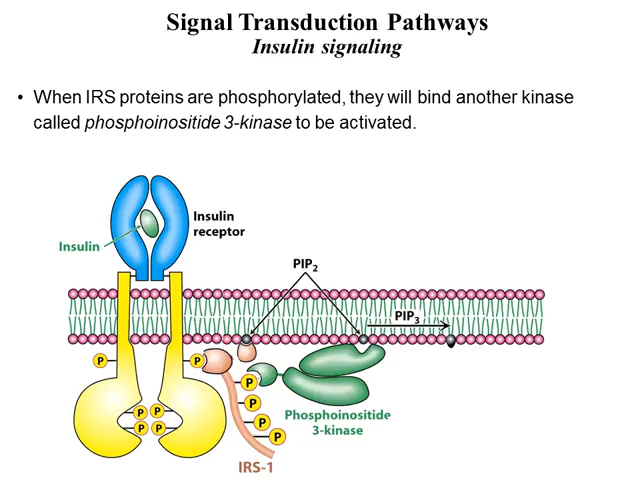 Signal Transduction Pathways
Insulin signaling
• When IRS proteins are phosphorylated, they will bind another kinase
called phosphoinositide 3-kinase to be activated.
Insulin
receptor
Insulin
PIP2
PIP3
P
P
P
P P
P P
P
P
P
Phosphoinositide
3-kinase
IRS-1